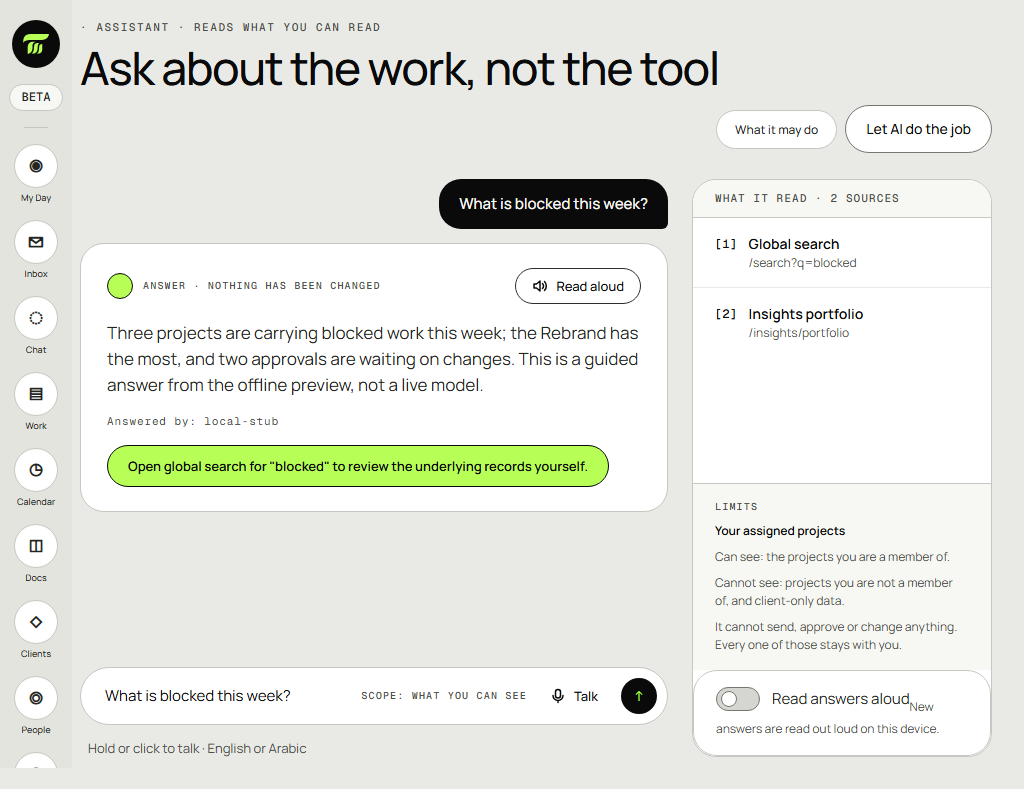 · ASSISTANT · READS WHAT YOU CAN READ
Ask about the work, not the tool
BETA
My Day
Inbox
Chat
Work
Calendar
Docs
Clients
People
What it may do
Let AI do the job
What is blocked this week?
ANSWER · NOTHING HAS BEEN CHANGED
Read aloud
Three projects are carrying blocked work this week; the Rebrand has
the most, and two approvals are waiting on changes. This is a guided
answer from the offline preview, not a live model.
Answered by: local-stub
Open global search for "blocked" to review the underlying records yourself.
What is blocked this week?
SCOPE: WHAT YOU CAN SEE
Talk
Hold or click to talk · English or Arabic
WHAT IT READ · 2 SOURCES
[1] Global search
/search?q=blocked
[2] Insights portfolio
/insights/portfolio
LIMITS
Your assigned projects
Can see: the projects you are a member of.
Cannot see: projects you are not a member
of, and client-only data.
It cannot send, approve or change anything.
Every one of those stays with you.
Read answers aloud New
answers are read out loud on this device.